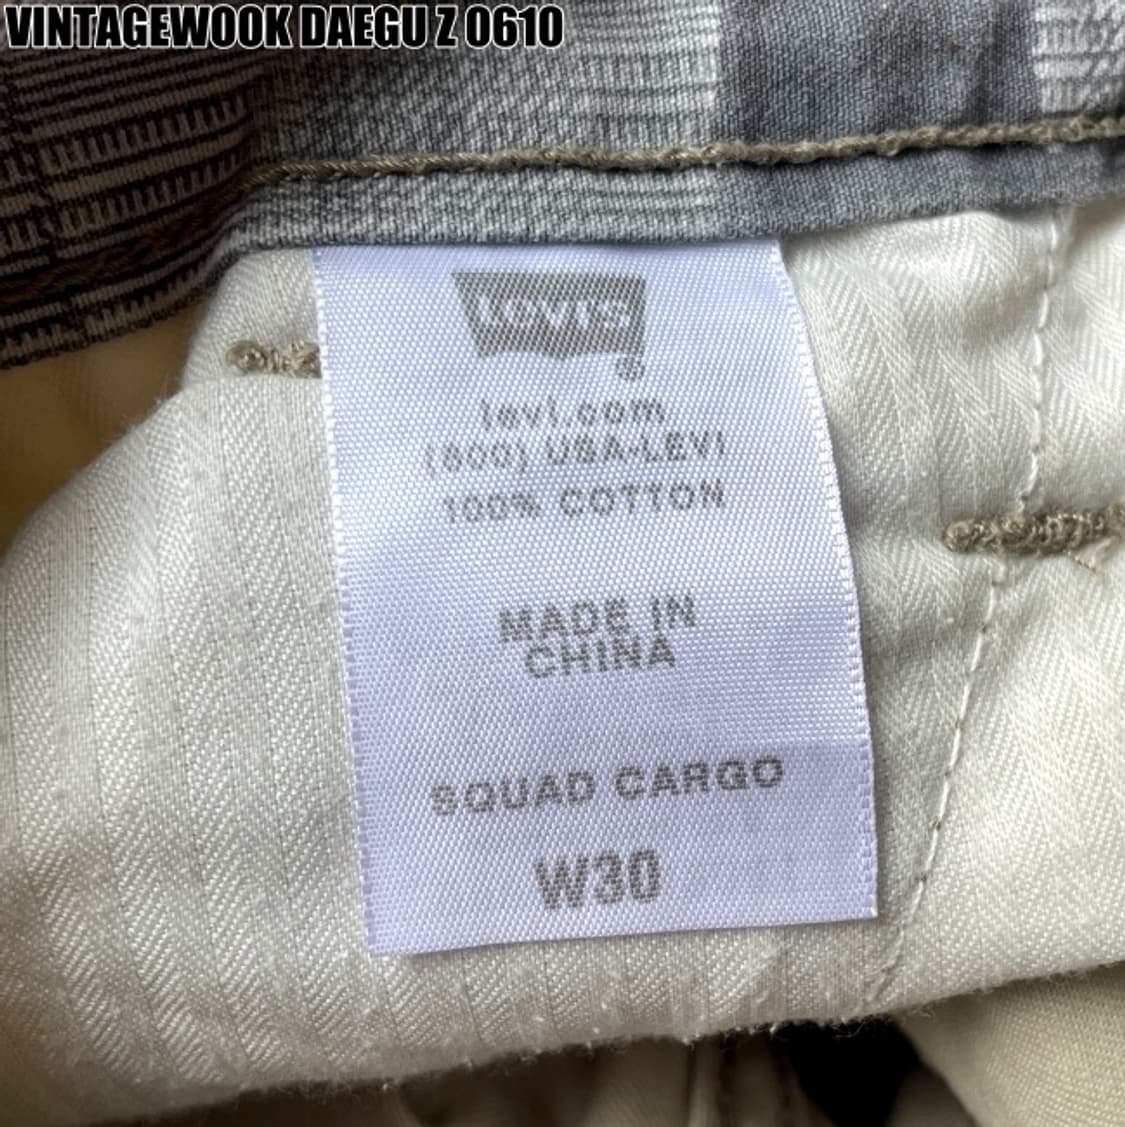 VINTAGEWOOK DAEGU Z 0610
Levi's
levi.com
(800) USA-LEVI
100% COTTON
MADE IN
CHINA
SQUAD CARGO
W30